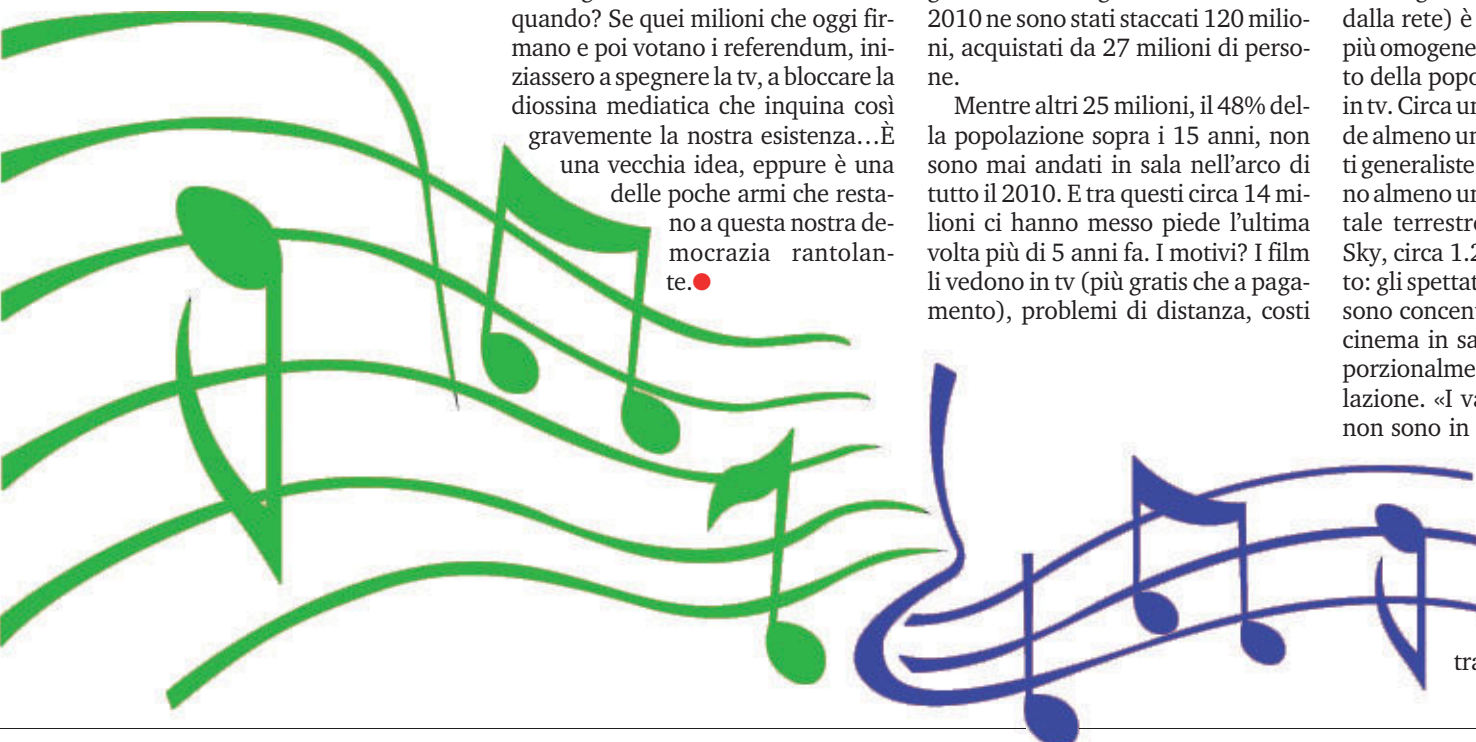 quando? Se quei milioni che oggi fir-
mano e poi votano i referendum, ini-
ziassero a spegnere la tv, a bloccare la
diossina mediatica che inquina così
gravemente la nostra esistenza…È
una vecchia idea, eppure è una
delle poche armi che resta-
no a questa nostra de-
mocrazia rantolan-
te.
2010 ne sono stati staccati 120 milio-
ni, acquistati da 27 milioni di perso-
ne.
Mentre altri 25 milioni, il 48% del-
la popolazione sopra i 15 anni, non
sono mai andati in sala nell’arco di
tutto il 2010. E tra questi circa 14 mi-
lioni ci hanno messo piede l’ultima
volta più di 5 anni fa. I motivi? I film
li vedono in tv (più gratis che a paga-
mento), problemi di distanza, costi
dalla rete) è
più omogene
to della popo
in tv. Circa un
de almeno un
ti generaliste
no almeno un
tale terrestre
Sky, circa 1.2
to: gli spettat
sono concent
cinema in sa
porzionalme
lazione. «I va
non sono in
tra